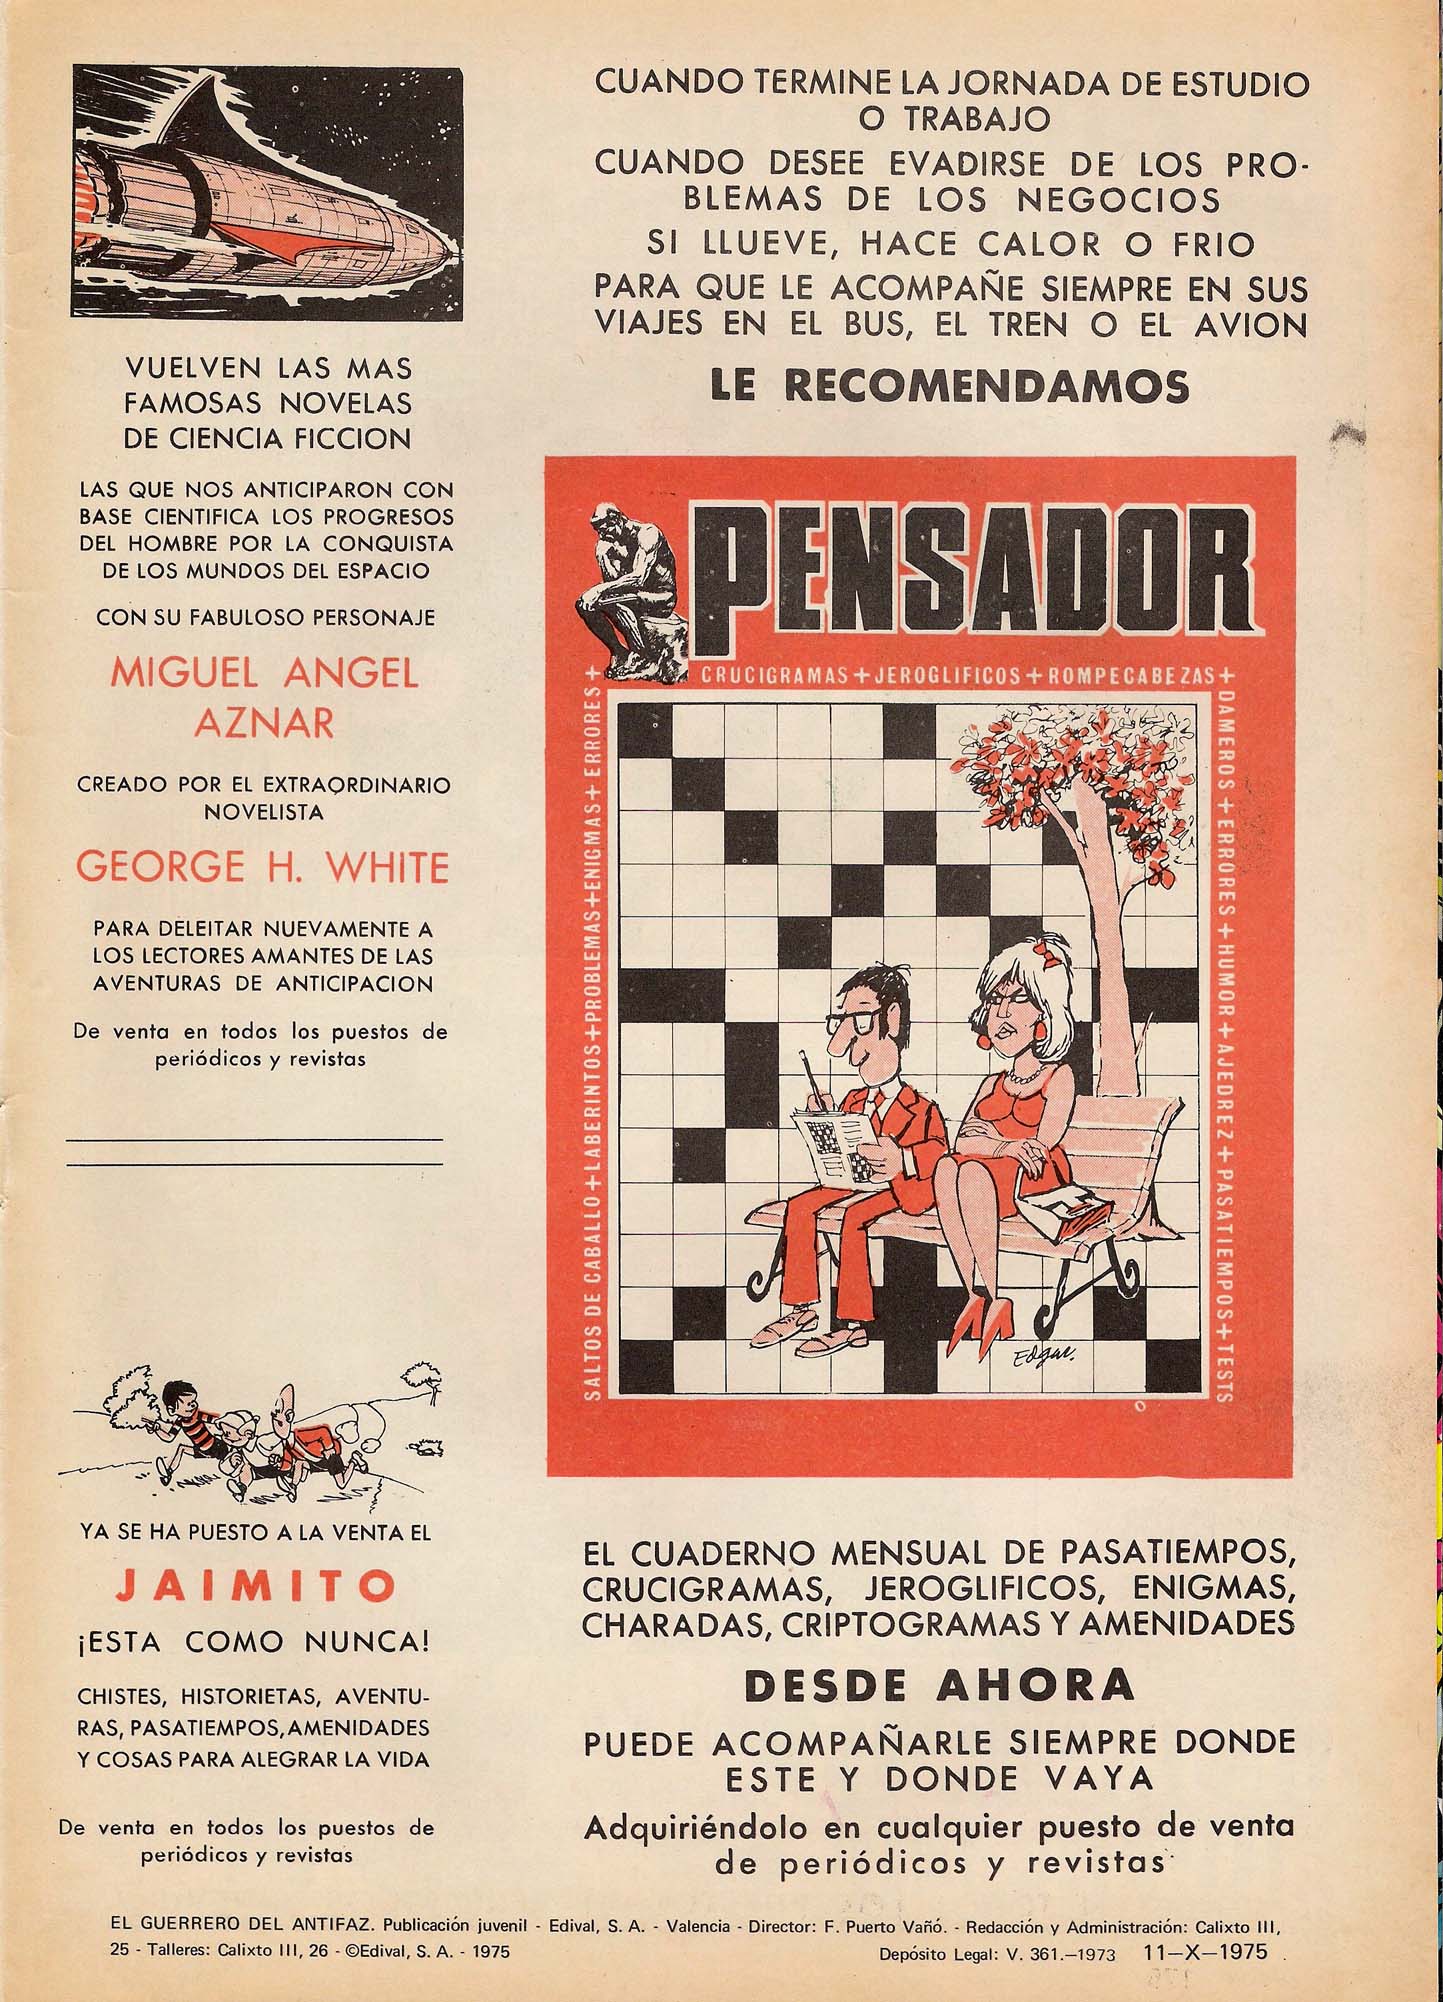 VUELVEN LAS MAS
FAMOSAS NOVELAS
DE CIENCIA FICCION
LAS QUE NOS ANTICIPARON CON
BASE CIENTIFICA LOS PROGRESOS
DEL HOMBRE POR LA CONQUISTA
DE LOS MUNDOS DEL ESPACIO
CON SU FABULOSO PERSONAJE
MIGUEL ANGEL
AZNAR
CREADO POR EL EXTRAORDINARIO
NOVELISTA
GEORGE H. WHITE
PARA DELEITAR NUEVAMENTE A
LOS LECTORES AMANTES DE LAS
AVENTURAS DE ANTICIPACION
De venta en todos los puestos de
periódicos y revistas
YA SE HA PUESTO A LA VENTA EL
JAIMITO
¡ESTA COMO NUNCA!
CHISTES, HISTORIETAS, AVENTU-
RAS, PASATIEMPOS, AMENIDADES
Y COSAS PARA ALEGRAR LA VIDA
De venta en todos los puestos de
periódicos y revistas
CUANDO TERMINE LA JORNADA DE ESTUDIO
O TRABAJO
CUANDO DESEE EVADIRSE DE LOS PRO-
BLEMAS DE LOS NEGOCIOS
SI LLUEVE, HACE CALOR O FRIO
PARA QUE LE ACOMPAÑE SIEMPRE EN SUS
VIAJES EN EL BUS, EL TREN O EL AVION
LE RECOMENDAMOS
PENSADOR
SALTOS DE CABALLO+LABERINTOS+PROBLEMAS+ENIGMAS+ERRORES+
CRUCIGRAMAS+JEROGLIFICOS+ROMPECABEZAS+
DAMEROS+ERRORES+HUMOR+AJEDREZ+PASATIEMPOS+TESTS
Edgar.
EL CUADERNO MENSUAL DE PASATIEMPOS,
CRUCIGRAMAS, JEROGLIFICOS, ENIGMAS,
CHARADAS, CRIPTOGRAMAS Y AMENIDADES
DESDE AHORA
PUEDE ACOMPAÑARLE SIEMPRE DONDE
ESTE Y DONDE VAYA
Adquiriéndolo en cualquier puesto de venta
de periódicos y revistas
EL GUERRERO DEL ANTIFAZ. Publicación juvenil - Edival, S. A. - Valencia - Director: F. Puerto Vañó. - Redacción y Administración: Calixto III,
25 - Talleres: Calixto III, 26 - ©Edival, S. A. - 1975 Depósito Legal: V. 361.-1973 11-X-1975